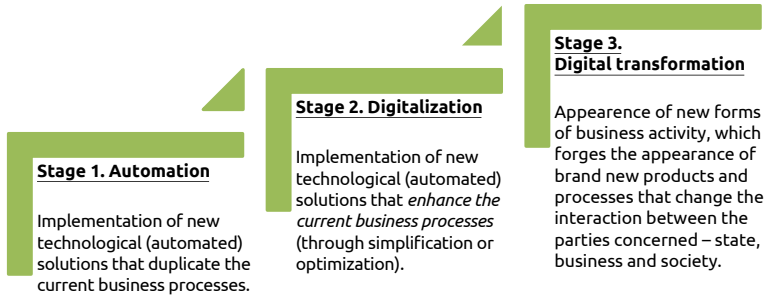 Stage 1. Automation
Implementation of new
technological (automated)
solutions that duplicate the
current business processes.
Stage 2. Digitalization
Implementation of new
technological (automated)
solutions that enhance the
current business processes
(through simplification or
optimization).
Stage 3.
Digital transformation
Appearence of new forms
of business activity, which
forges the appearance of
brand new products and
processes that change the
interaction between the
parties concerned – state,
business and society.